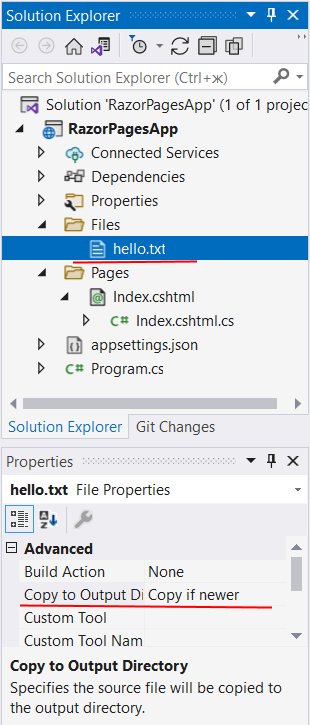 Solution Explorer
Search Solution Explorer (Ctrl+ж)
Solution 'RazorPagesApp' (1 of 1 projec
RazorPagesApp
Connected Services
Dependencies
Properties
Files
hello.txt
Pages
Index.cshtml
C# Index.cshtml.cs
appsettings.json
C# Program.cs
Solution Explorer Git Changes
Properties
hello.txt File Properties
Advanced
Build Action None
Copy to Output Di Copy if newer
Custom Tool
Custom Tool Nam
Copy to Output Directory
Specifies the source file will be copied to
the output directory.